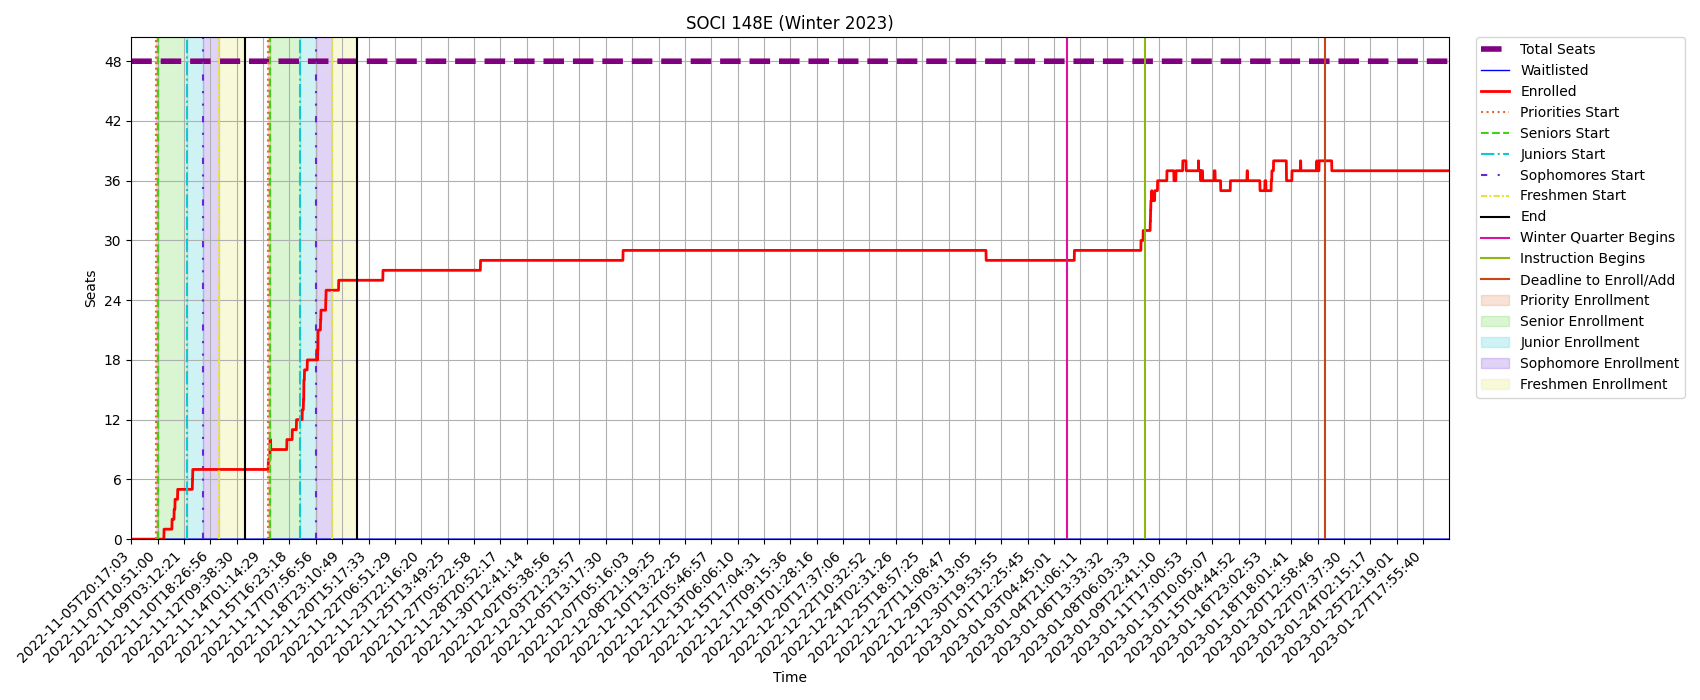 SOCI 148E (Winter 2023)
Seats
48
42
36
30
24
18
12
6
0
2022-11-05T20:17:03
2022-11-07T10:51:00
2022-11-09T03:12:21
2022-11-10T18:26:56
2022-11-12T09:38:30
2022-11-14T01:14:29
2022-11-15T16:23:18
2022-11-17T07:56:56
2022-11-18T23:10:49
2022-11-20T15:17:33
2022-11-22T06:51:29
2022-11-23T22:16:20
2022-11-25T13:49:25
2022-11-27T05:22:58
2022-11-28T20:52:17
2022-11-30T12:41:14
2022-12-02T05:38:56
2022-12-03T21:23:57
2022-12-05T13:17:30
2022-12-07T05:16:03
2022-12-08T21:19:25
2022-12-10T13:22:25
2022-12-12T05:46:57
2022-12-13T06:06:10
2022-12-15T17:04:31
2022-12-17T09:15:36
2022-12-19T01:28:16
2022-12-20T17:37:06
2022-12-22T10:32:52
2022-12-24T02:31:26
2022-12-25T18:57:25
2022-12-27T11:08:47
2022-12-29T03:13:05
2022-12-30T19:53:55
2023-01-01T12:25:45
2023-01-03T04:45:01
2023-01-04T21:06:11
2023-01-06T13:33:32
2023-01-08T06:03:33
2023-01-09T22:41:10
2023-01-11T17:00:53
2023-01-13T10:05:07
2023-01-15T04:44:52
2023-01-16T23:02:53
2023-01-18T18:01:41
2023-01-20T12:58:46
2023-01-22T07:37:30
2023-01-24T02:15:17
2023-01-25T22:19:01
2023-01-27T17:55:40
Time
Total Seats
Waitlisted
Enrolled
Priorities Start
Seniors Start
Juniors Start
Sophomores Start
Freshmen Start
End
Winter Quarter Begins
Instruction Begins
Deadline to Enroll/Add
Priority Enrollment
Senior Enrollment
Junior Enrollment
Sophomore Enrollment
Freshmen Enrollment